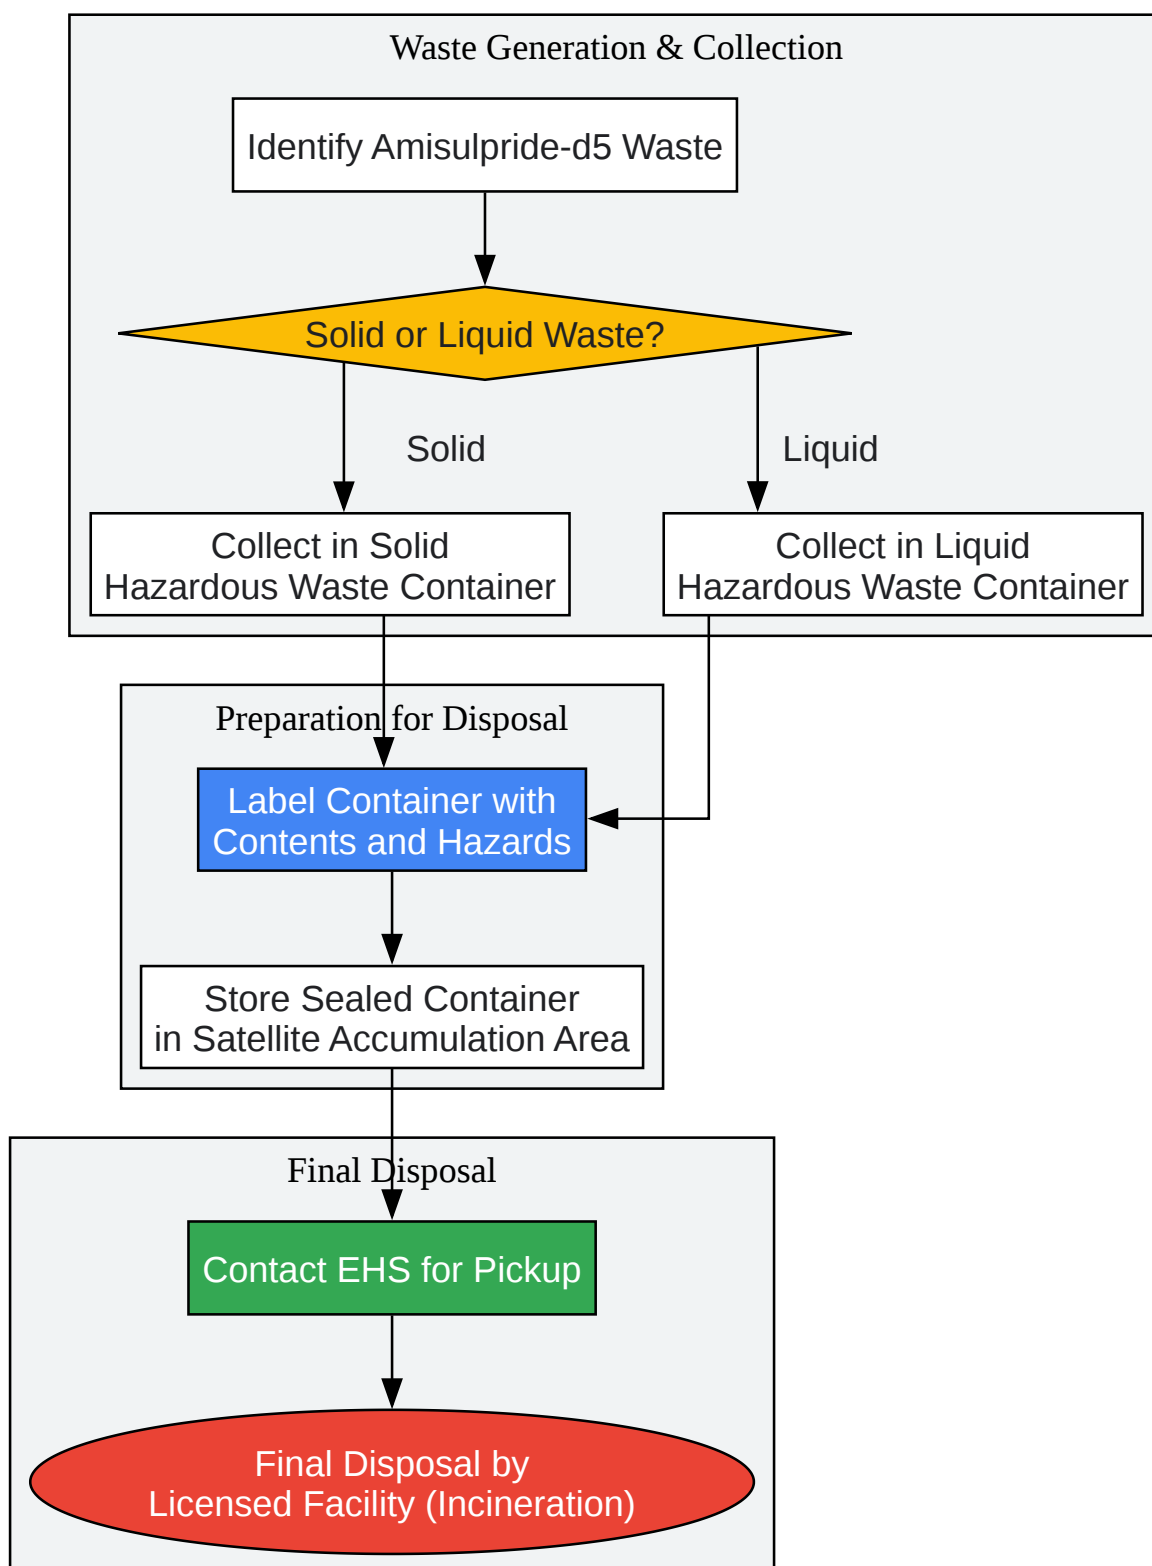 Waste Generation & Collection
Identify Amisulpride-d5 Waste
Solid or Liquid Waste?
Solid
Liquid
Collect in Solid
Hazardous Waste Container
Collect in Liquid
Hazardous Waste Container
Preparation for Disposal
Label Container with
Contents and Hazards
Store Sealed Container
in Satellite Accumulation Area
Final Disposal
Contact EHS for Pickup
Final Disposal by
Licensed Facility (Incineration)